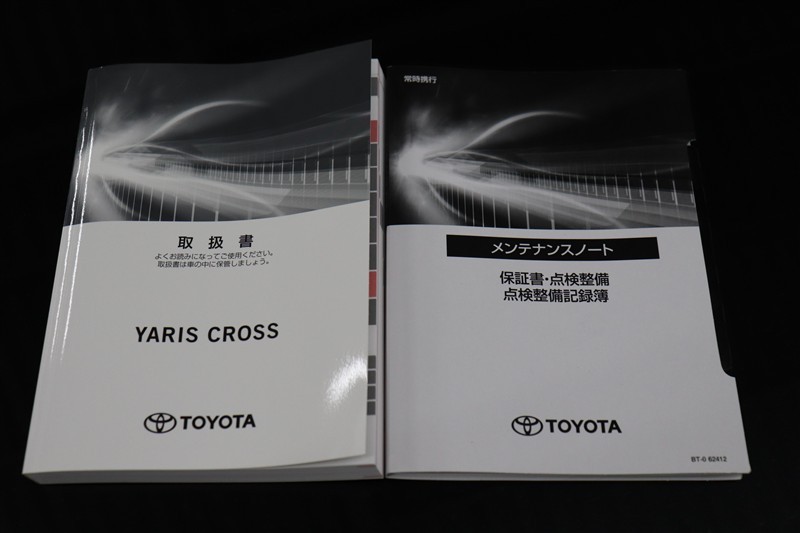 取扱書
よくお読みになってご使用ください。
取扱書は車の中に保管しましょう。
YARIS CROSS
TOYOTA
常時携行
メンテナンスノート
保証書・点検整備
点検整備記録簿
TOYOTA
BT-0 62412